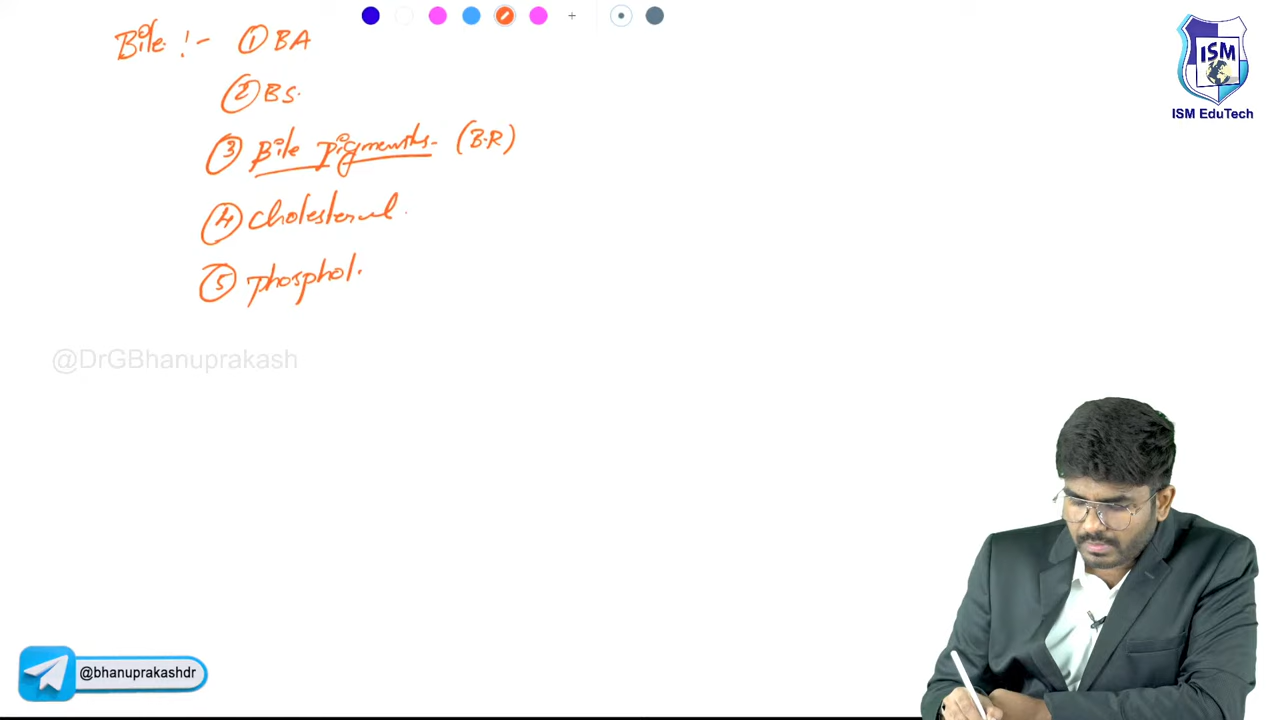 Bile :- ① BA
② BS.
③ Bile pigments. (B.R)
④ cholesterol.
⑤ phosphol.
ISM
ISM EduTech
@DrGBhanuprakash
@bhanuprakashdr